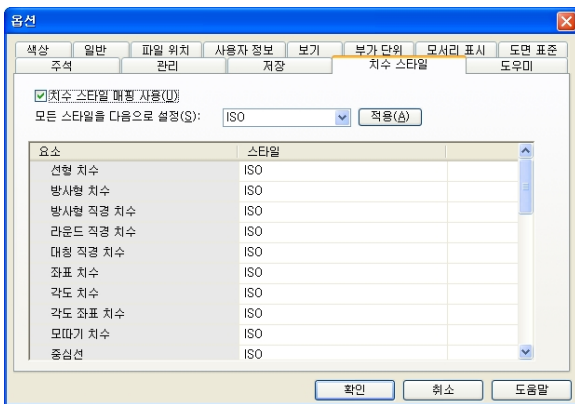 옵션
색상 일반 파일 위치 사용자 정보 보기 부가 단위 모서리 표시 도면 표준
주석 관리 저장 치수 스타일 도우미
치수 스타일 매핑 사용(U)
모든 스타일을 다음으로 설정(S): ISO 적용(A)
요소 스타일
선형 치수 ISO
방사형 치수 ISO
방사형 직경 치수 ISO
라운드 직경 치수 ISO
대칭 직경 치수 ISO
좌표 치수 ISO
각도 치수 ISO
각도 좌표 치수 ISO
모따기 치수 ISO
중심선 ISO
확인 취소 도움말